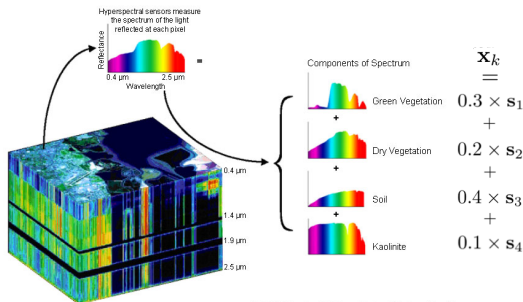 Hyperspectral sensors measure
the spectrum of the light
reflected at each pixel
Reflectance
0.4 μm 2.5 μm
Wavelength
=
Components of Spectrum
x_k
=
Green Vegetation 0.3 × s₁
+ +
Dry Vegetation 0.2 × s₂
+ +
Soil 0.4 × s₃
+ +
Kaolinite 0.1 × s₄
0.4 μm
1.4 μm
1.9 μm
2.5 μm